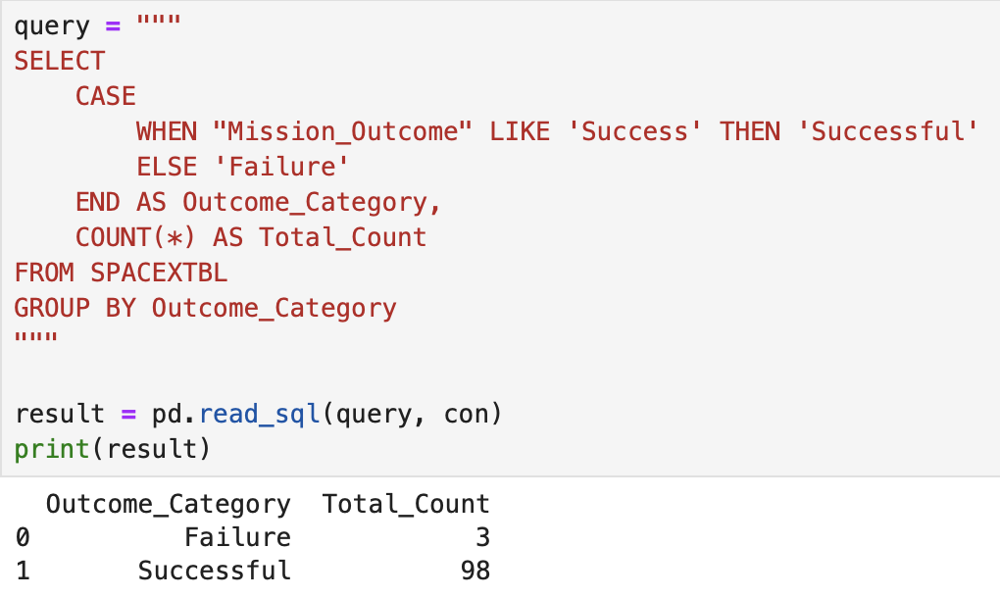 query = """
SELECT
    CASE
        WHEN "Mission_Outcome" LIKE 'Success' THEN 'Successful'
        ELSE 'Failure'
    END AS Outcome_Category,
    COUNT(*) AS Total_Count
FROM SPACEXTBL
GROUP BY Outcome_Category
"""
result = pd.read_sql(query, con)
print(result)
  Outcome_Category  Total_Count
0          Failure            3
1       Successful           98